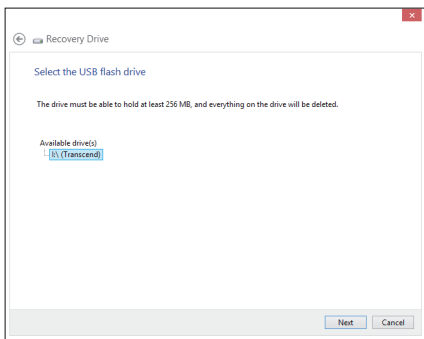 Recovery Drive
Select the USB flash drive
The drive must be able to hold at least 256 MB, and everything on the drive will be deleted.
Available drive(s)
I:\ (Transcend)
Next Cancel